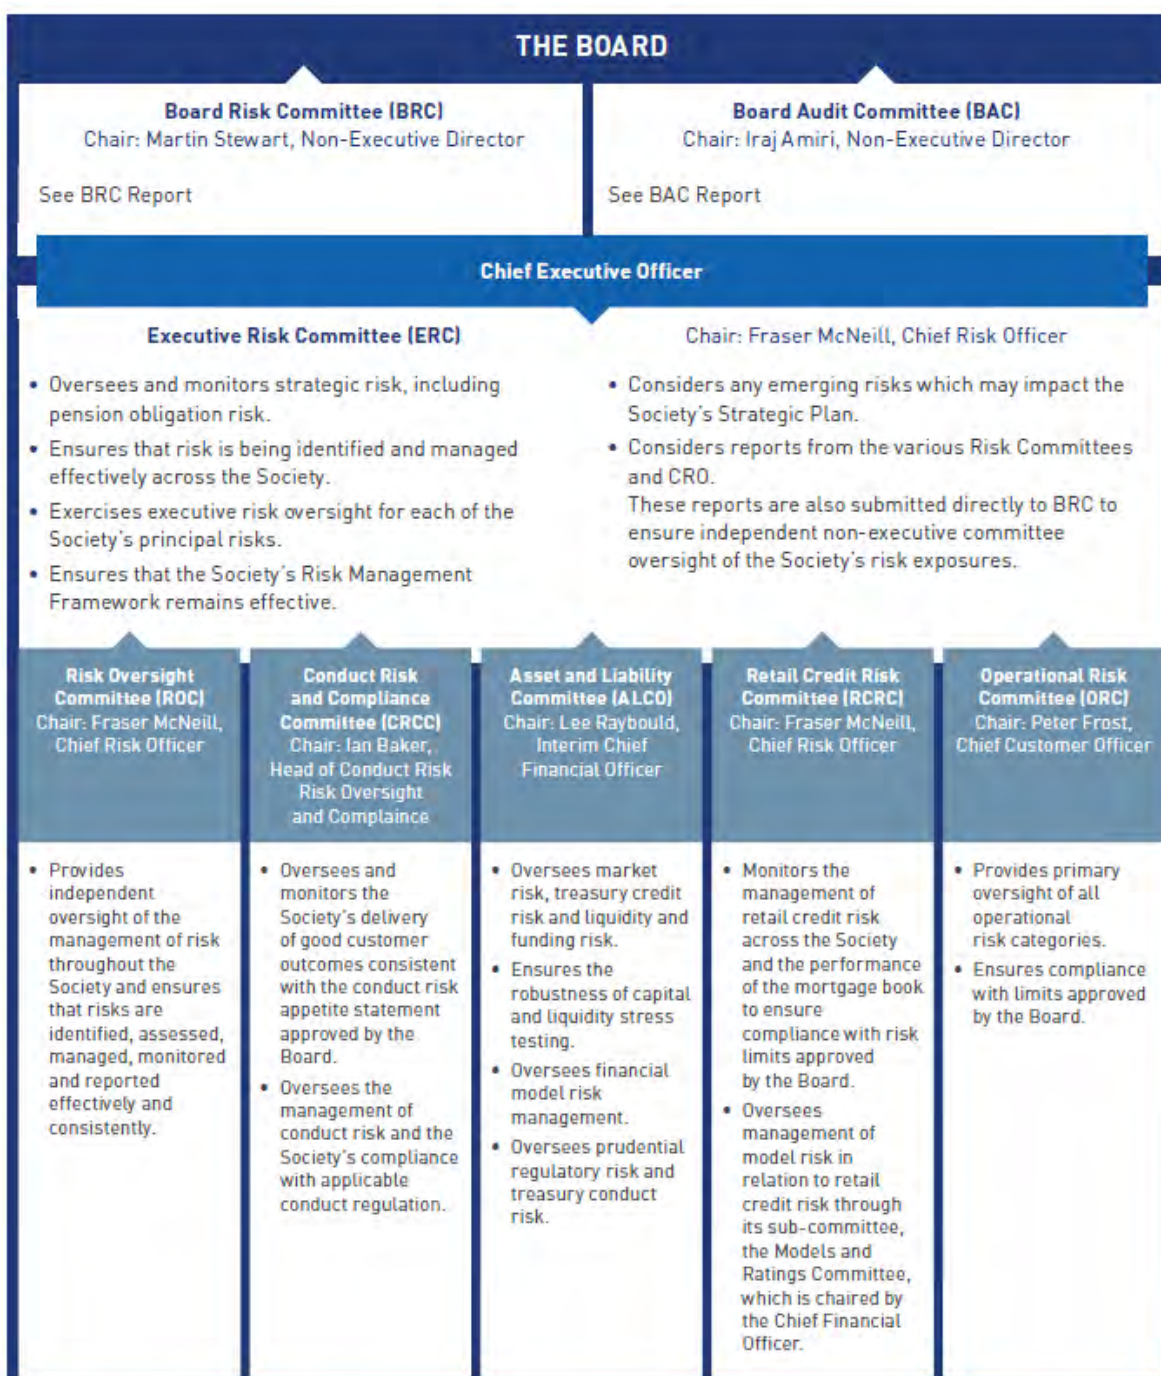 THE BOARD
Board Risk Committee (BRC)
Chair: Martin Stewart, Non-Executive Director
See BRC Report
Board Audit Committee (BAC)
Chair: Iraj Amiri, Non-Executive Director
See BAC Report
Chief Executive Officer
Executive Risk Committee (ERC)
Chair: Fraser McNeill, Chief Risk Officer
• Oversees and monitors strategic risk, including
pension obligation risk.
• Ensures that risk is being identified and managed
effectively across the Society.
• Exercises executive risk oversight for each of the
Society's principal risks.
• Ensures that the Society's Risk Management
Framework remains effective.
• Considers any emerging risks which may impact the
Society's Strategic Plan.
• Considers reports from the various Risk Committees
and CRO.
These reports are also submitted directly to BRC to
ensure independent non-executive committee
oversight of the Society's risk exposures.
Risk Oversight
Committee (ROC)
Chair: Fraser McNeill,
Chief Risk Officer
• Provides
independent
oversight of the
management of risk
throughout the
Society and ensures
that risks are
identified, assessed,
managed, monitored
and reported
effectively and
consistently.
Conduct Risk
and Compliance
Committee (CRCC)
Chair: Ian Baker,
Head of Conduct Risk
Risk Oversight
and Complaince
• Oversees and
monitors the
Society's delivery
of good customer
outcomes consistent
with the conduct risk
appetite statement
approved by the
Board.
• Oversees the
management of
conduct risk and the
Society's compliance
with applicable
conduct regulation.
Asset and Liability
Committee (ALCO)
Chair: Lee Raybould,
Interim Chief
Financial Officer
• Oversees market
risk, treasury credit
risk and liquidity and
funding risk.
• Ensures the
robustness of capital
and liquidity stress
testing.
• Oversees financial
model risk
management.
• Oversees prudential
regulatory risk and
treasury conduct
risk.
Retail Credit Risk
Committee (RCRC)
Chair: Fraser McNeill,
Chief Risk Officer
• Monitors the
management of
retail credit risk
across the Society
and the performance
of the mortgage book
to ensure
compliance with risk
limits approved
by the Board.
• Oversees
management of
model risk in
relation to retail
credit risk through
its sub-committee,
the Models and
Ratings Committee,
which is chaired by
the Chief Financial
Officer.
Operational Risk
Committee (ORC)
Chair: Peter Frost,
Chief Customer Officer
• Provides primary
oversight of all
operational
risk categories.
• Ensures compliance
with limits approved
by the Board.